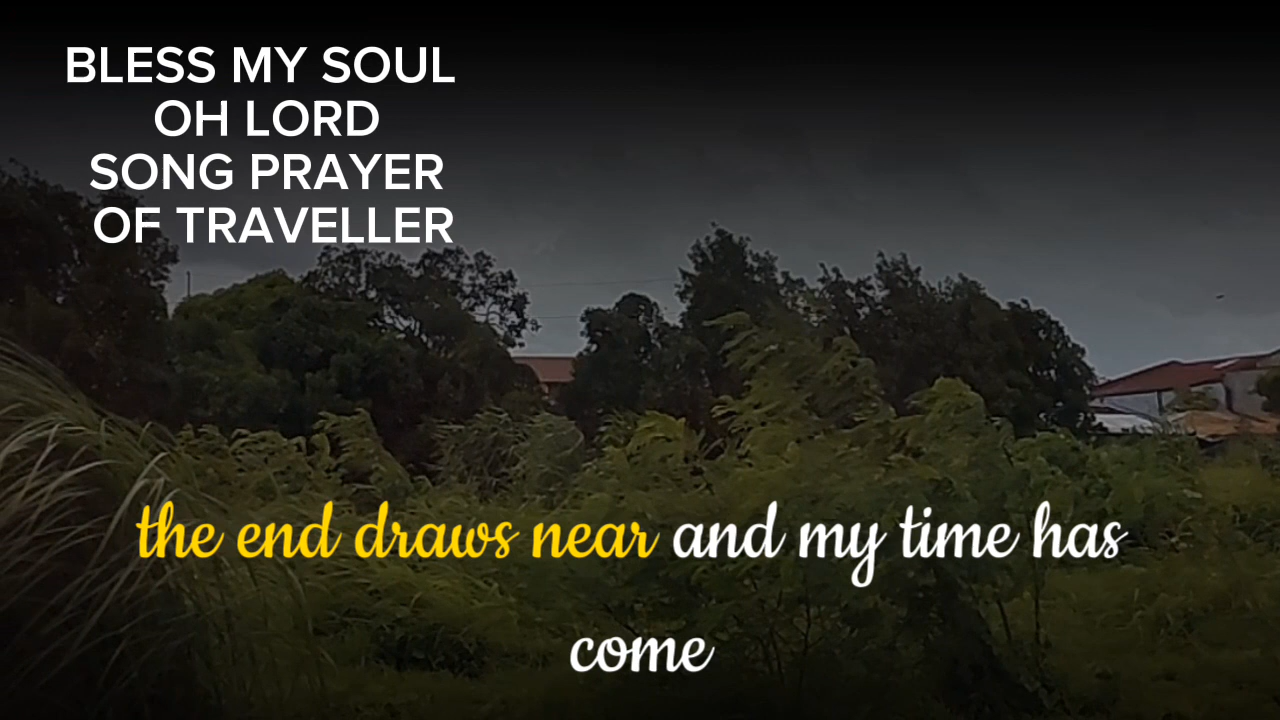 BLESS MY SOUL
OH LORD
SONG PRAYER
OF TRAVELLER
the end draws near and my time has
come